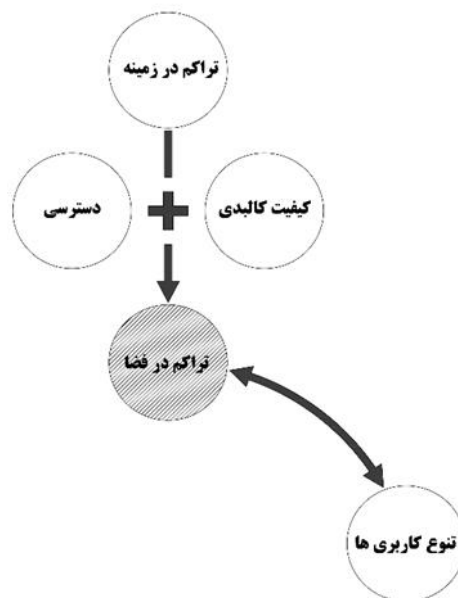 تراکم در زمینه
کیفیت کالبدی
دسترسی
تراکم در فضا
تنوع کاربری ها